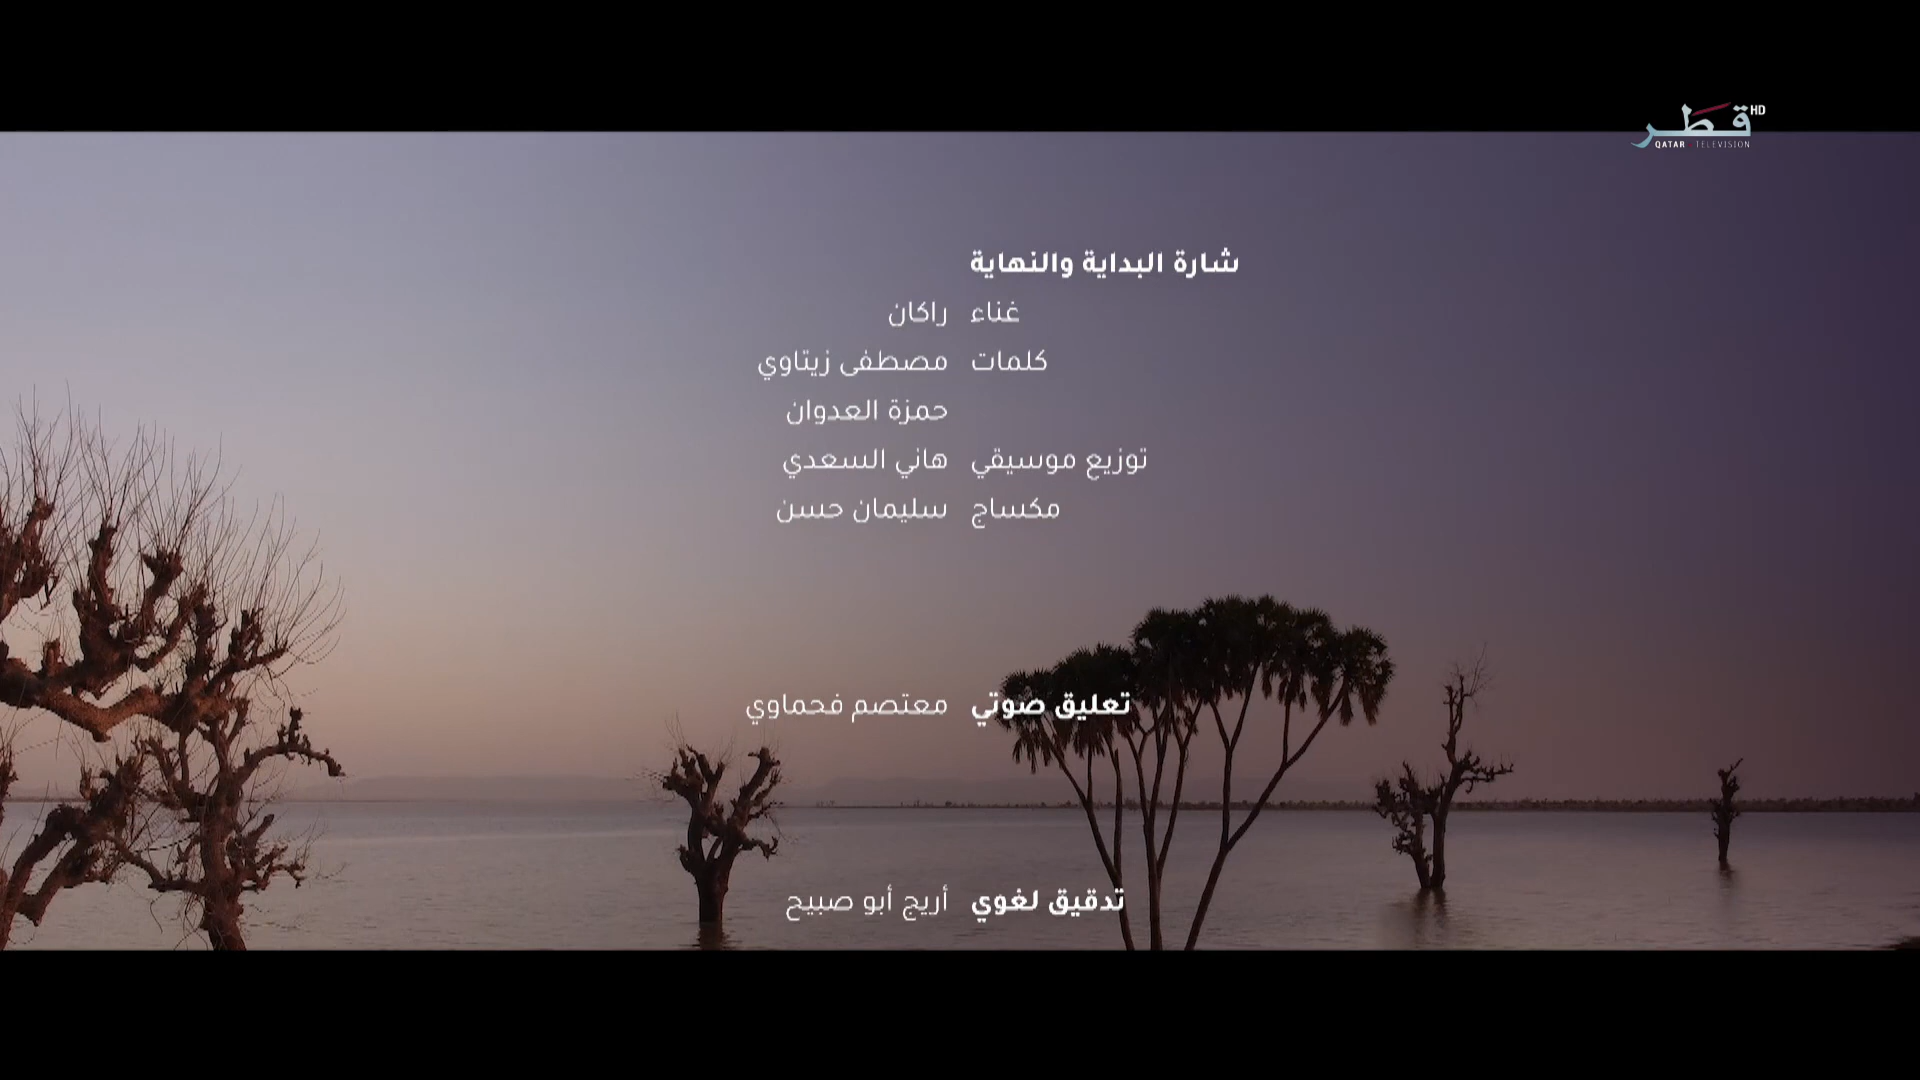 قطر HD
QATAR TELEVISION
شارة البداية والنهاية
غناء راكان
كلمات مصطفى زيتاوي
حمزة العدوان
توزيع موسيقي هاني السعدي
مكساج سليمان حسن
تعليق صوتي معتصم فحماوي
تدقيق لغوي أريج أبو صبيح